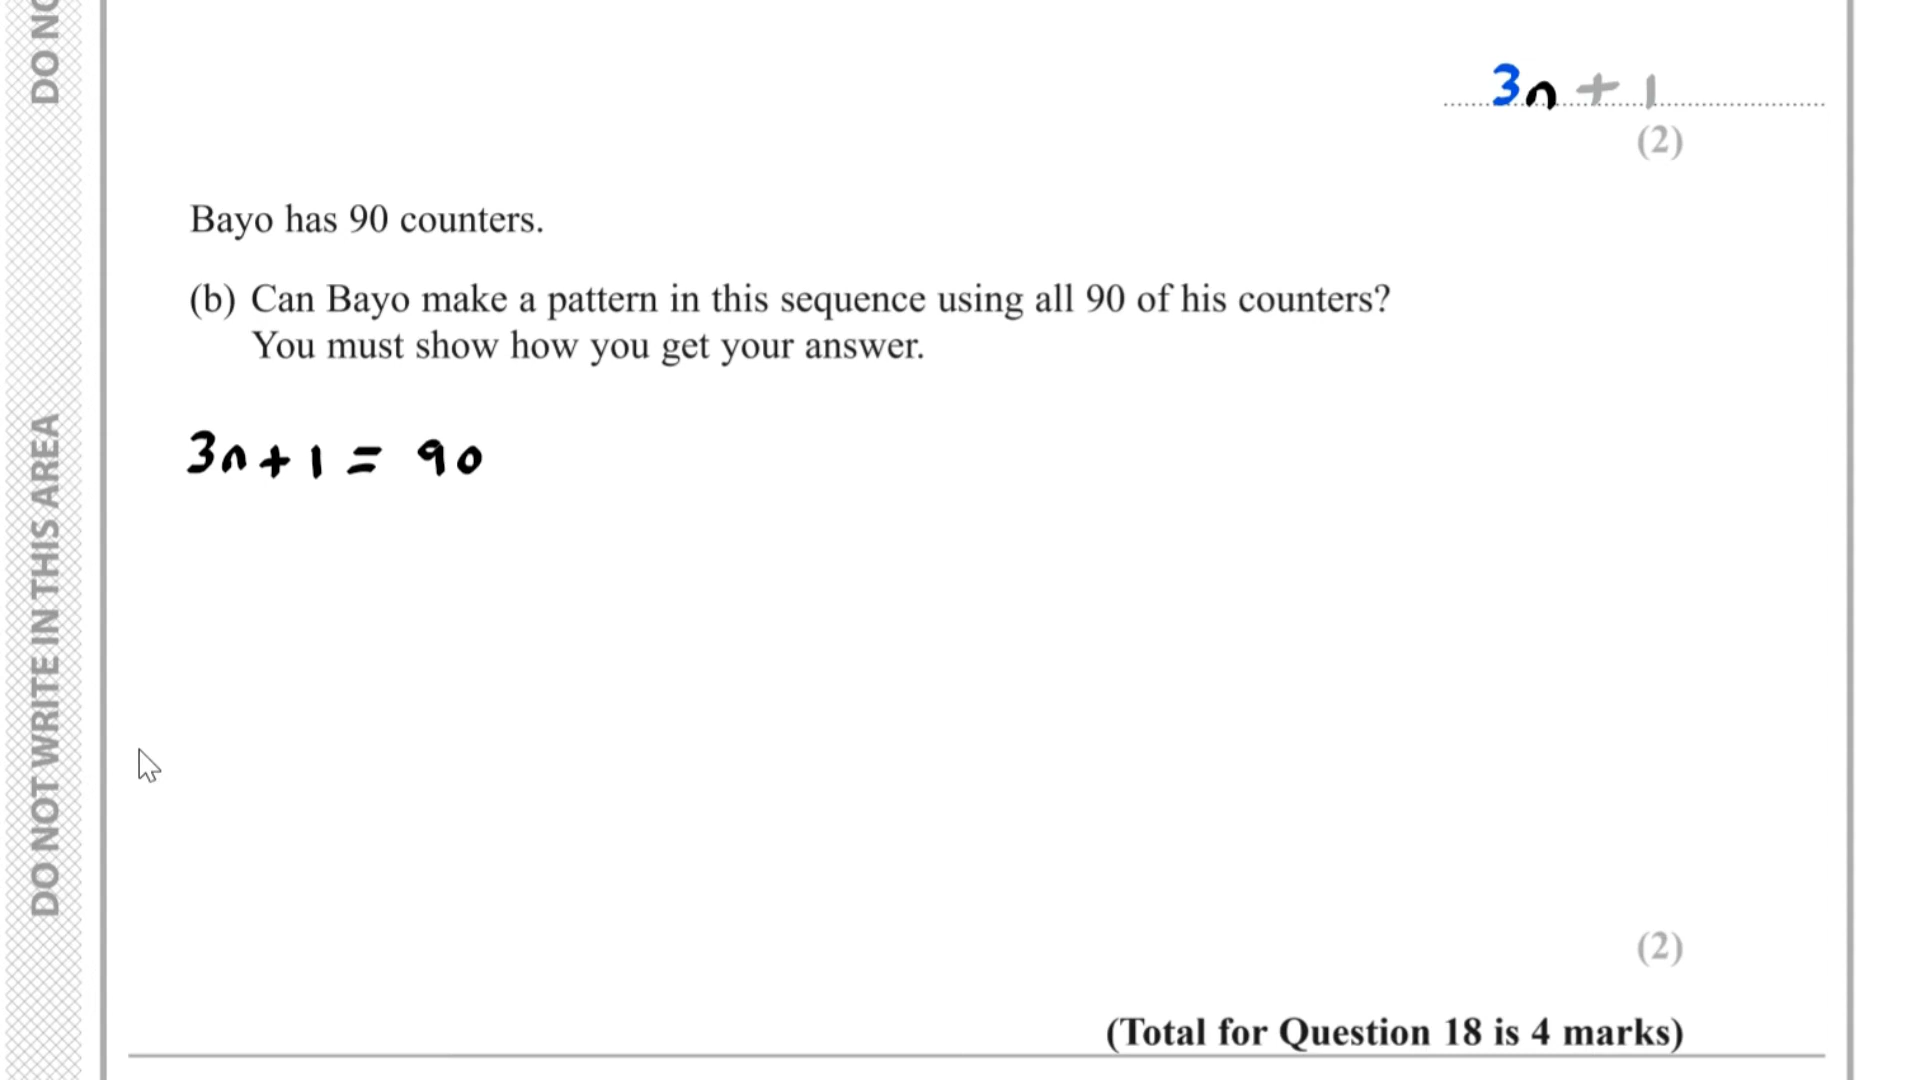 DO NO
3n + 1
(2)
Bayo has 90 counters.
(b) Can Bayo make a pattern in this sequence using all 90 of his counters?
You must show how you get your answer.
3n + 1 = 90
DO NOT WRITE IN THIS AREA
(2)
(Total for Question 18 is 4 marks)